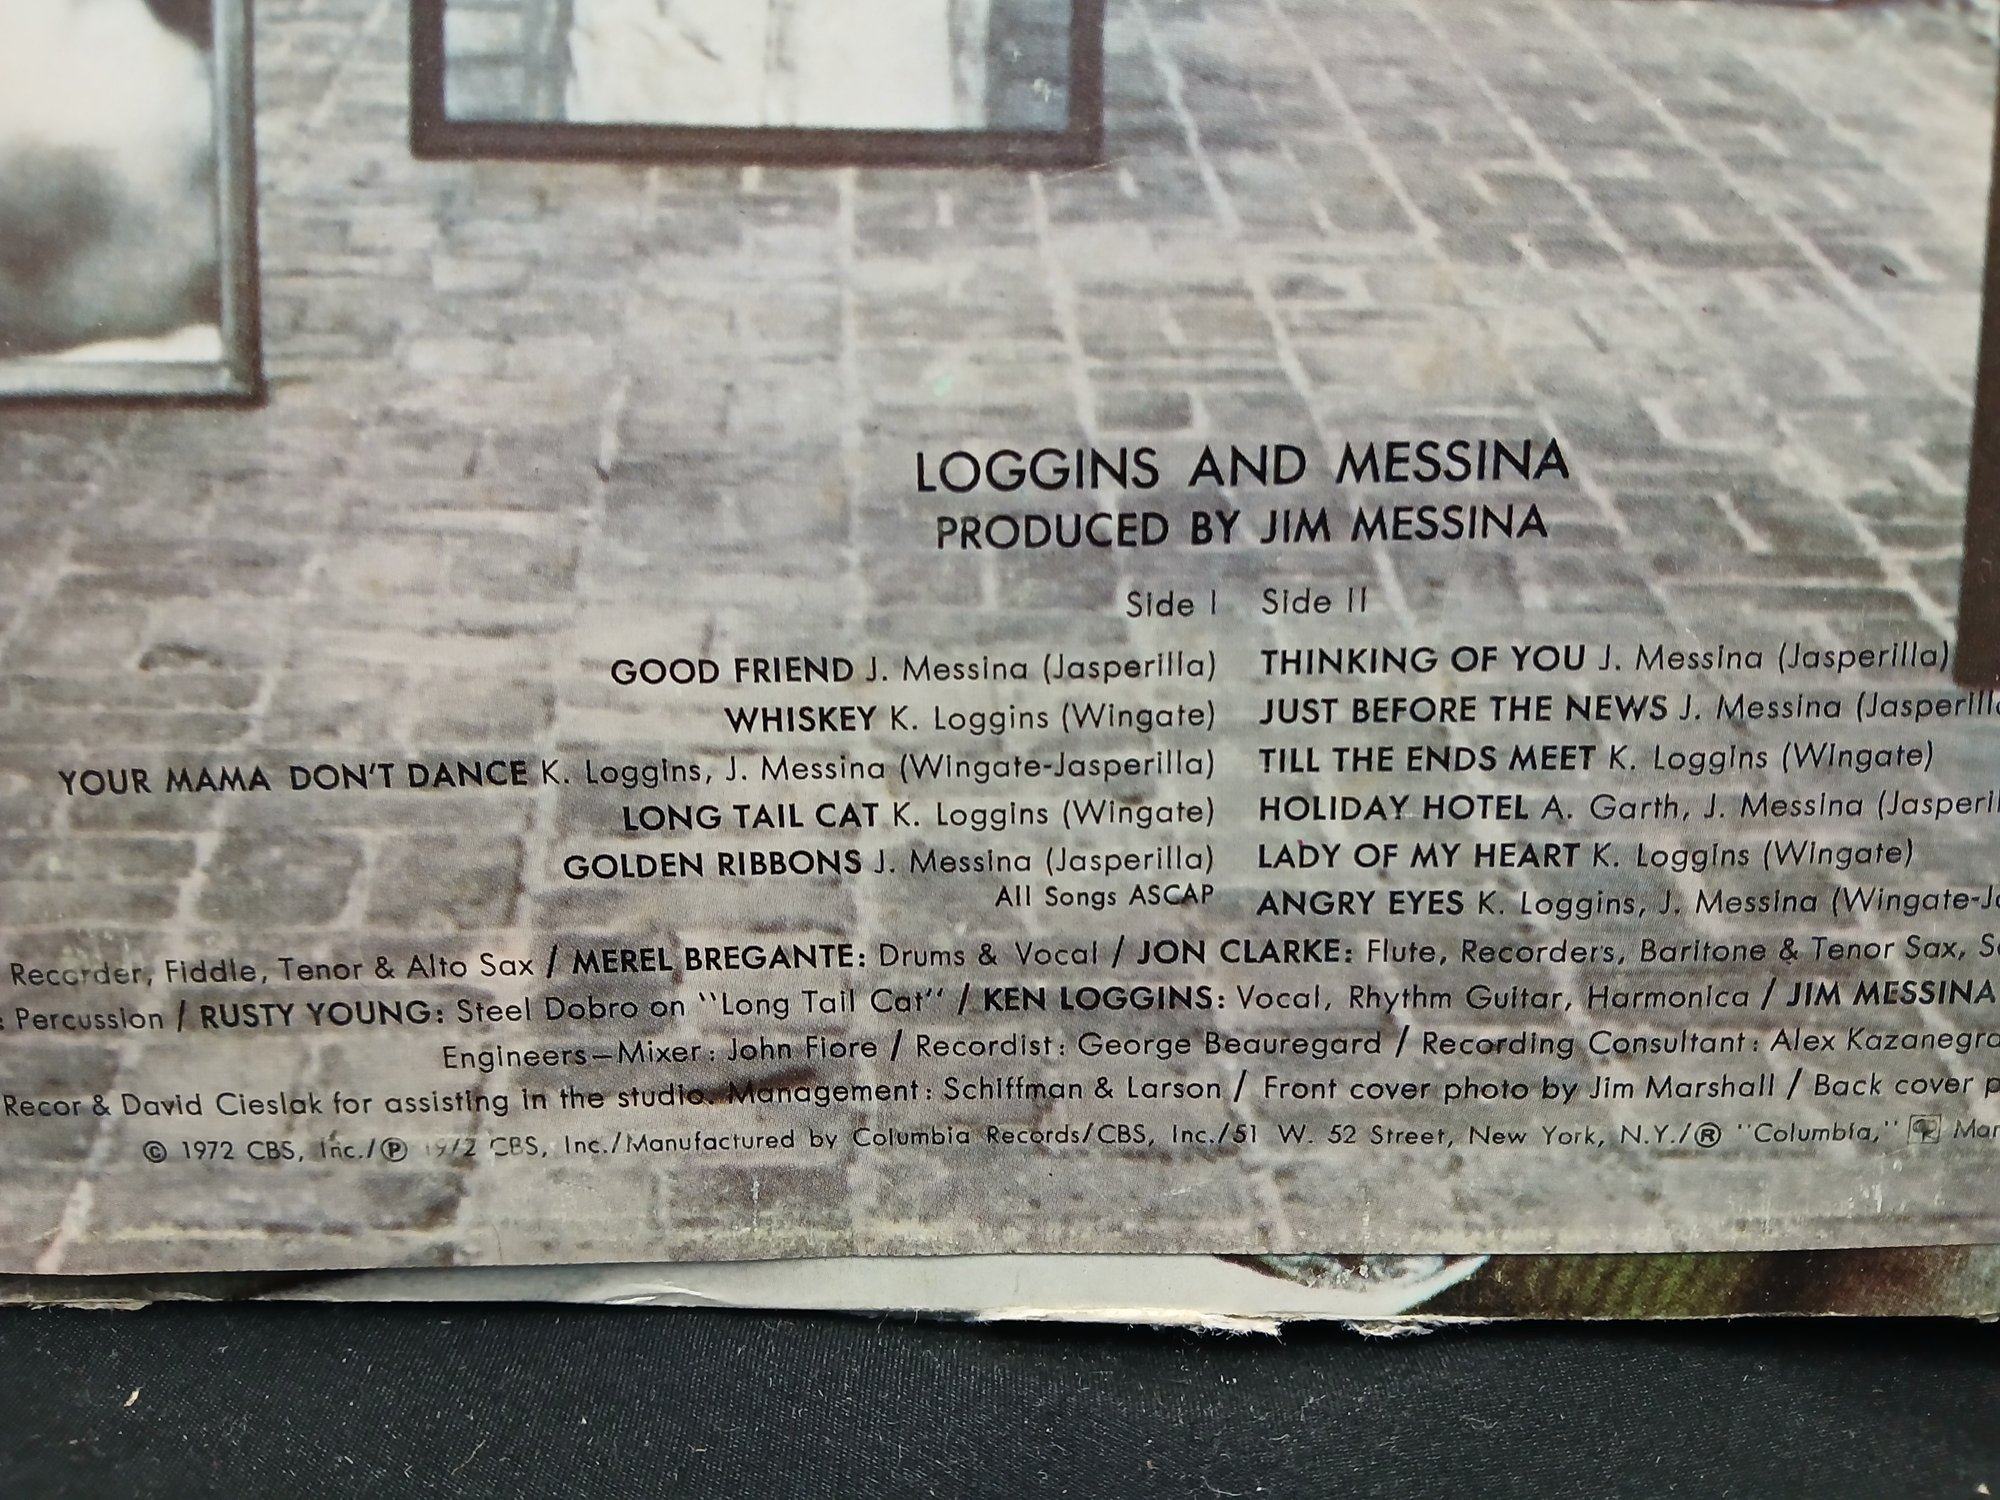 LOGGINS AND MESSINA
PRODUCED BY JIM MESSINA
Side I Side II
GOOD FRIEND J. Messina (Jasperilla)
WHISKEY K. Loggins (Wingate)
YOUR MAMA DON'T DANCE K. Loggins, J. Messina (Wingate-Jasperilla)
LONG TAIL CAT K. Loggins (Wingate)
GOLDEN RIBBONS J. Messina (Jasperilla)
All Songs ASCAP
THINKING OF YOU J. Messina (Jasperilla)
JUST BEFORE THE NEWS J. Messina (Jasperill
TILL THE ENDS MEET K. Loggins (Wingate)
HOLIDAY HOTEL A. Garth, J. Messina (Jasperil
LADY OF MY HEART K. Loggins (Wingate)
ANGRY EYES K. Loggins, J. Messina (Wingate-J
Recorder, Fiddle, Tenor & Alto Sax / MEREL BREGANTE: Drums & Vocal / JON CLARKE: Flute, Recorders, Baritone & Tenor Sax, S
: Percussion / RUSTY YOUNG: Steel Dobro on "Long Tail Cat" / KEN LOGGINS: Vocal, Rhythm Guitar, Harmonica / JIM MESSINA
Engineers–Mixer: John Fiore / Recordist: George Beauregard / Recording Consultant: Alex Kazanegra
Recor & David Cieslak for assisting in the studio. Management: Schiffman & Larson / Front cover photo by Jim Marshall / Back cover p
© 1972 CBS, Inc./℗ 1972 CBS, Inc./Manufactured by Columbia Records/CBS, Inc./51 W. 52 Street, New York, N.Y./® "Columbia," Mar